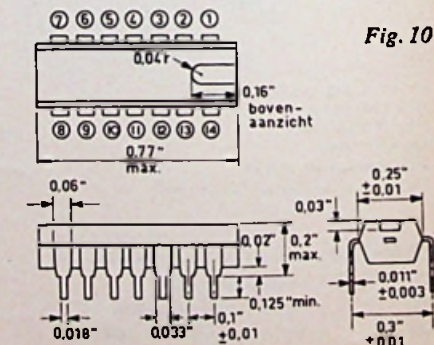 7 6 5 4 3 2 1
Fig. 10
0,04 r
0,16"
boven-
aanzicht
8 9 10 11 12 13 14
0,77"
max.
0,06"
0,25"
±0,01
0,03"
0,02"
0,2"
max.
0,011"
±0,003
0,125" min.
0,018"
0,033"
0,1"
±0,01
0,3"
±0,01